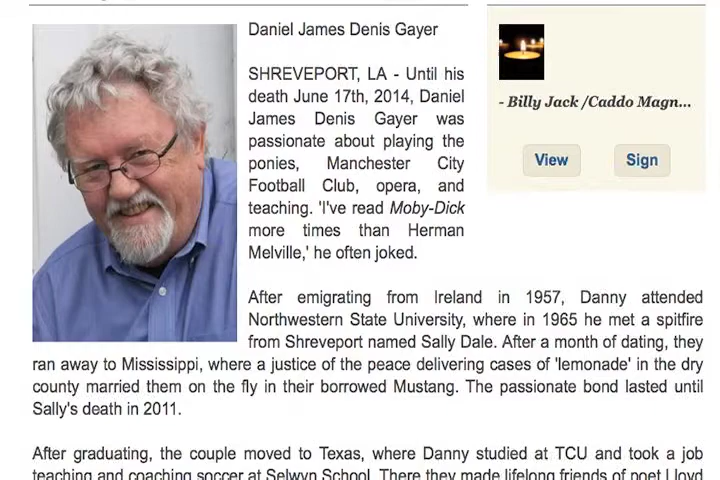 Daniel James Denis Gayer
SHREVEPORT, LA - Until his
death June 17th, 2014, Daniel
James Denis Gayer was
passionate about playing the
ponies, Manchester City
Football Club, opera, and
teaching. 'I've read Moby-Dick
more times than Herman
Melville,' he often joked.
After emigrating from Ireland in 1957, Danny attended
Northwestern State University, where in 1965 he met a spitfire
from Shreveport named Sally Dale. After a month of dating, they
ran away to Mississippi, where a justice of the peace delivering cases of 'lemonade' in the dry
county married them on the fly in their borrowed Mustang. The passionate bond lasted until
Sally's death in 2011.
After graduating, the couple moved to Texas, where Danny studied at TCU and took a job
teaching and coaching soccer at Selwyn School. There they made lifelong friends of poet Lloyd
- Billy Jack /Caddo Magn...
View
Sign